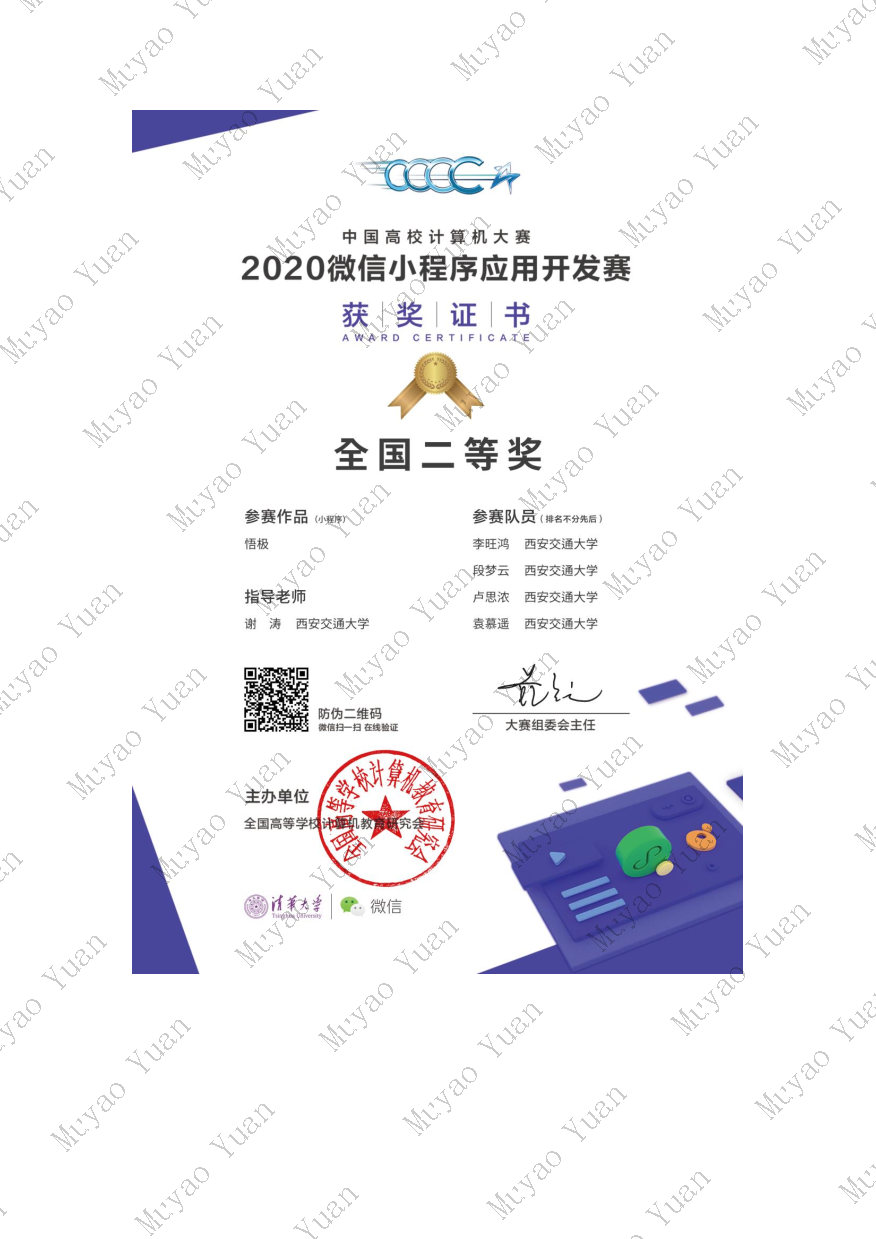 中国高校计算机大赛
2020微信小程序应用开发赛
获奖证书
AWARD CERTIFICATE
全国二等奖
参赛作品（小程序）
悟极
指导老师
谢 涛 西安交通大学
参赛队员（排名不分先后）
李旺鸿 西安交通大学
段梦云 西安交通大学
卢思浓 西安交通大学
袁慕遥 西安交通大学
防伪二维码
微信扫一扫 在线验证
大赛组委会主任
主办单位
全国高等学校计算机教育研究会
全国高等学校计算机教育研究会
清华大学
Tsinghua University
微信
Muyao Yuan